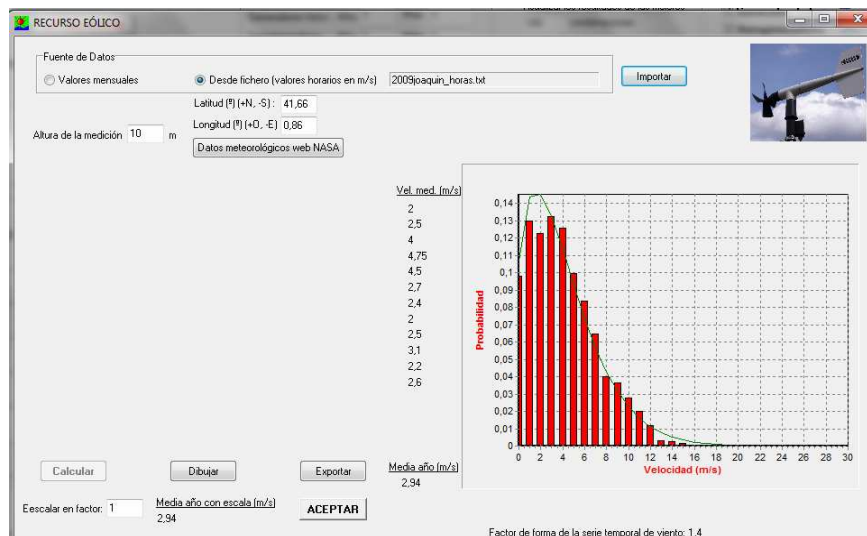 RECURSO EÓLICO
Fuente de Datos
Valores mensuales
Desde fichero (valores horarios en m/s)
2009joaquin_horas.txt
Importar
Latitud (º) (+N, -S) : 41,66
Altura de la medición 10 m
Longitud (º) (+O, -E) 0,86
Datos meteorológicos web NASA
Vel. med. (m/s)
2
2,5
4
4,75
4,5
2,7
2,4
2
2,5
3,1
2,2
2,6
Media año (m/s)
2,94
Probabilidad
0,14
0,13
0,12
0,11
0,1
0,09
0,08
0,07
0,06
0,05
0,04
0,03
0,02
0,01
0
0 2 4 6 8 10 12 14 16 18 20 22 24 26 28 30
Velocidad (m/s)
Calcular
Dibujar
Exportar
Eescalar en factor: 1
Media año con escala (m/s)
2,94
ACEPTAR
Factor de forma de la serie temporal de viento: 1,4